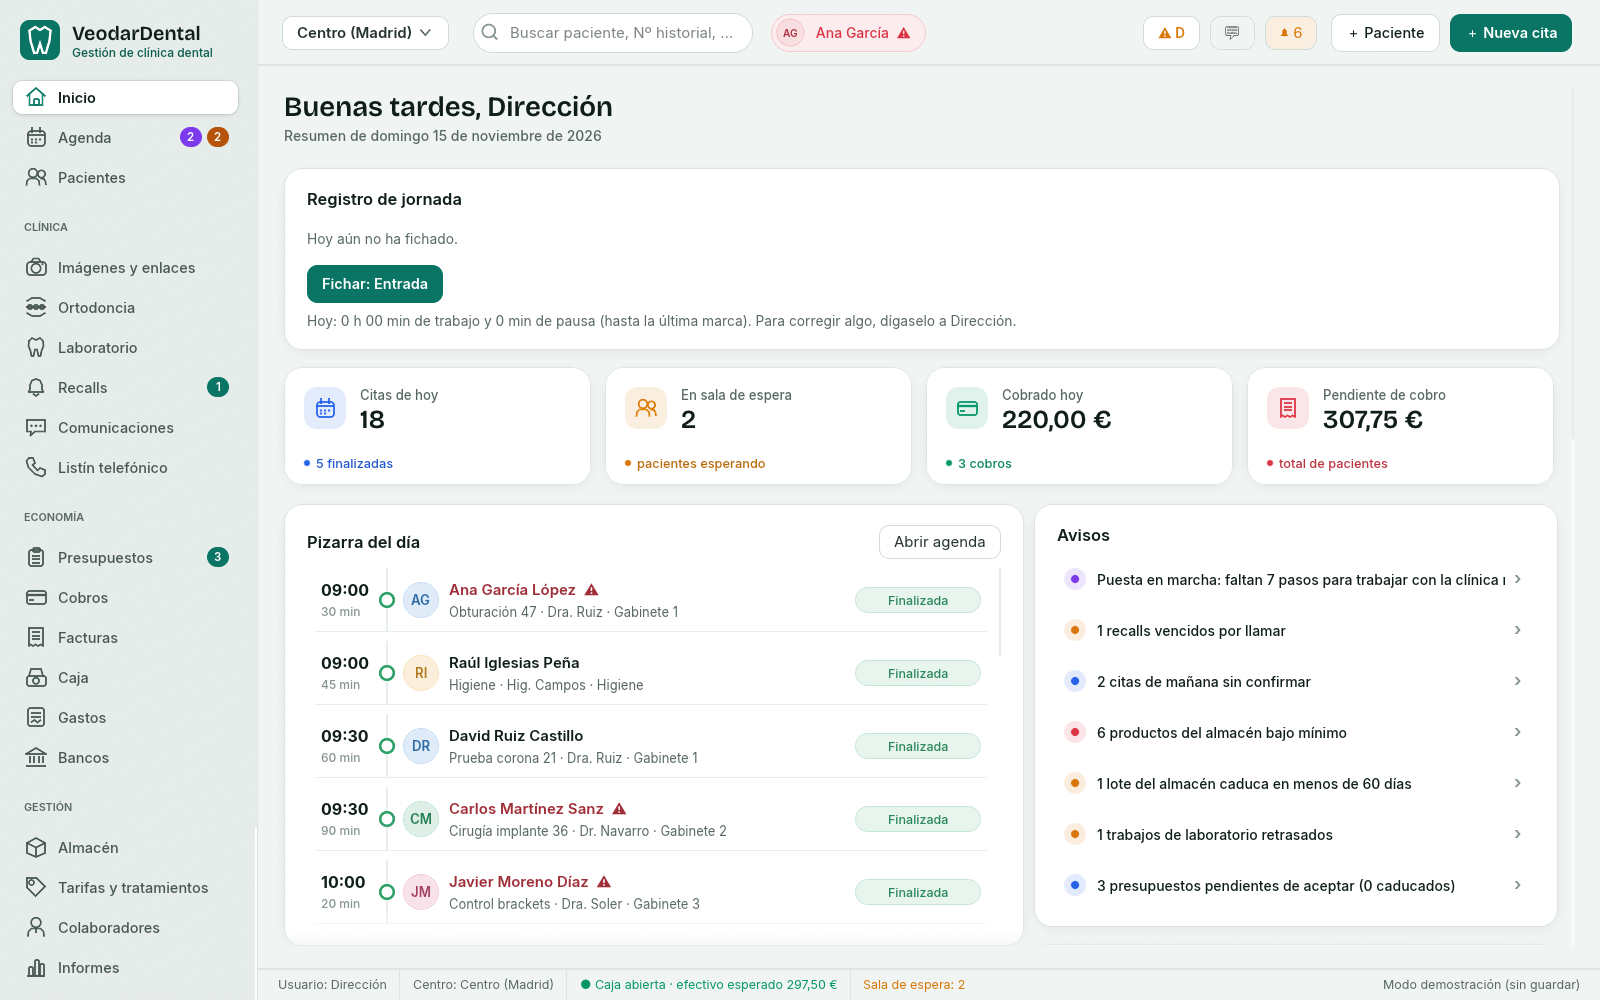 VeodarDental
Gestión de clínica dental
Inicio
Agenda 2 2
Pacientes
CLÍNICA
Imágenes y enlaces
Ortodoncia
Laboratorio
Recalls 1
Comunicaciones
Listín telefónico
ECONOMÍA
Presupuestos 3
Cobros
Facturas
Caja
Gastos
Bancos
GESTIÓN
Almacén
Tarifas y tratamientos
Colaboradores
Informes
Centro (Madrid)
Buscar paciente, Nº historial, ...
AG Ana García
D
6
+ Paciente
+ Nueva cita
Buenas tardes, Dirección
Resumen de domingo 15 de noviembre de 2026
Registro de jornada
Hoy aún no ha fichado.
Fichar: Entrada
Hoy: 0 h 00 min de trabajo y 0 min de pausa (hasta la última marca). Para corregir algo, dígaselo a Dirección.
Citas de hoy
18
5 finalizadas
En sala de espera
2
pacientes esperando
Cobrado hoy
220,00 €
3 cobros
Pendiente de cobro
307,75 €
total de pacientes
Pizarra del día
Abrir agenda
09:00 AG Ana García López Finalizada
30 min Obturación 47 · Dra. Ruiz · Gabinete 1
09:00 RI Raúl Iglesias Peña Finalizada
45 min Higiene · Hig. Campos · Higiene
09:30 DR David Ruiz Castillo Finalizada
60 min Prueba corona 21 · Dra. Ruiz · Gabinete 1
09:30 CM Carlos Martínez Sanz Finalizada
90 min Cirugía implante 36 · Dr. Navarro · Gabinete 2
10:00 JM Javier Moreno Díaz Finalizada
20 min Control brackets · Dra. Soler · Gabinete 3
Avisos
Puesta en marcha: faltan 7 pasos para trabajar con la clínica
1 recalls vencidos por llamar
2 citas de mañana sin confirmar
6 productos del almacén bajo mínimo
1 lote del almacén caduca en menos de 60 días
1 trabajos de laboratorio retrasados
3 presupuestos pendientes de aceptar (0 caducados)
Usuario: Dirección
Centro: Centro (Madrid)
Caja abierta · efectivo esperado 297,50 €
Sala de espera: 2
Modo demostración (sin guardar)